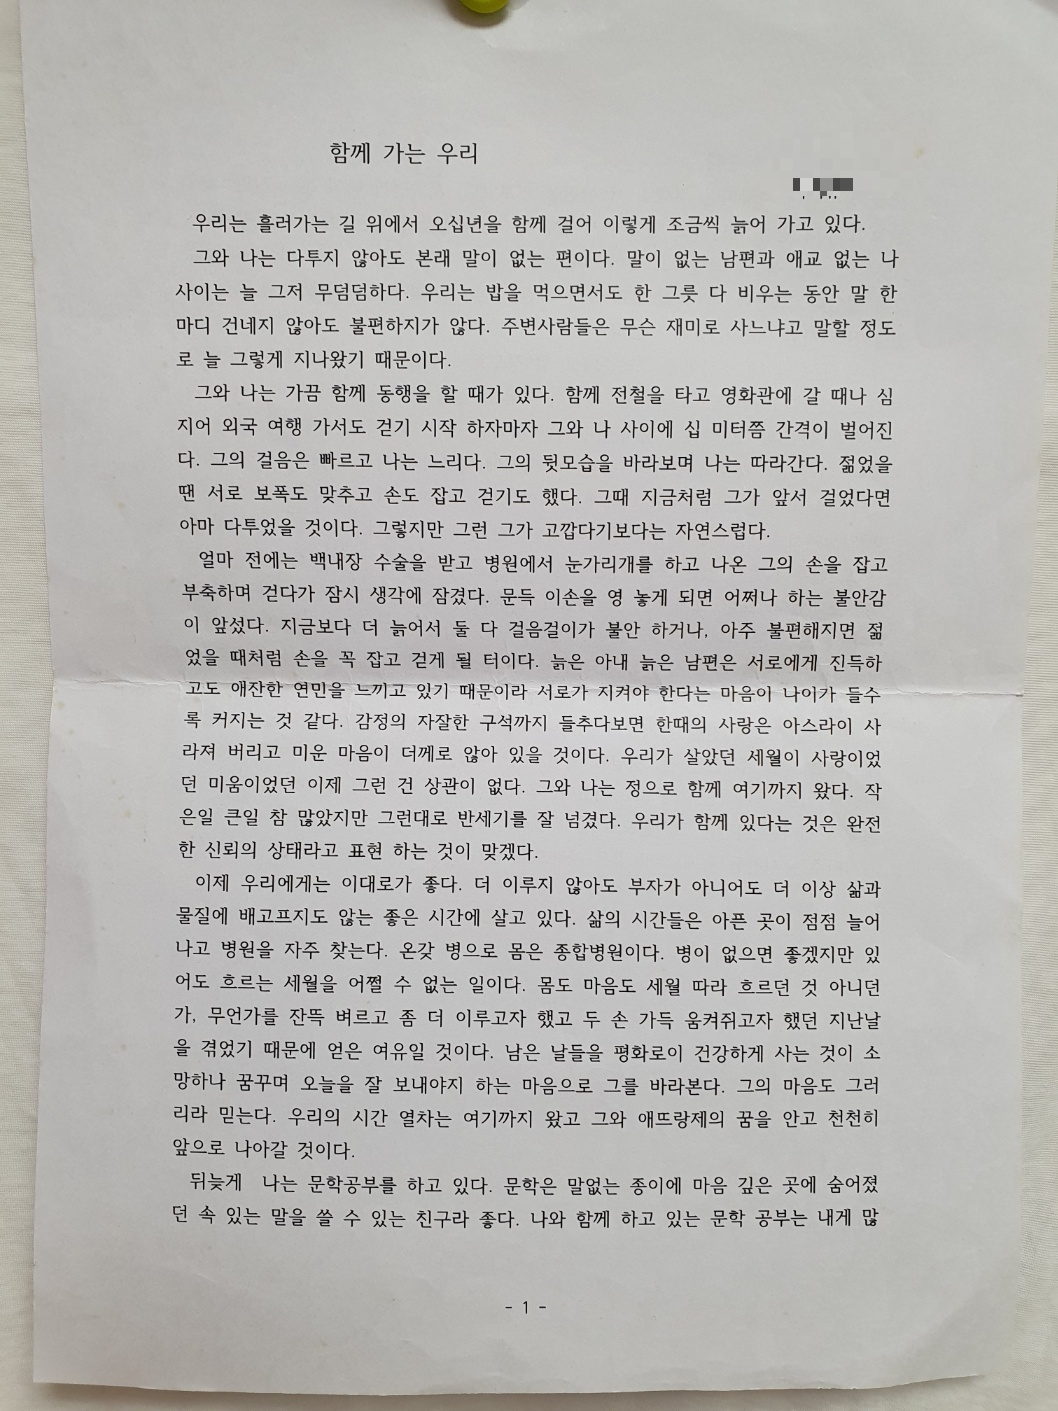 함께 가는 우리
우리는 흘러가는 길 위에서 오십년을 함께 걸어 이렇게 조금씩 늙어 가고 있다.
그와 나는 다투지 않아도 본래 말이 없는 편이다. 말이 없는 남편과 애교 없는 나
사이는 늘 그저 무덤덤하다. 우리는 밥을 먹으면서도 한 그릇 다 비우는 동안 말 한
마디 건네지 않아도 불편하지가 않다. 주변사람들은 무슨 재미로 사느냐고 말할 정도
로 늘 그렇게 지나왔기 때문이다.
그와 나는 가끔 함께 동행을 할 때가 있다. 함께 전철을 타고 영화관에 갈 때나 심
지어 외국 여행 가서도 걷기 시작 하자마자 그와 나 사이에 십 미터쯤 간격이 벌어진
다. 그의 걸음은 빠르고 나는 느리다. 그의 뒷모습을 바라보며 나는 따라간다. 젊었을
땐 서로 보폭도 맞추고 손도 잡고 걷기도 했다. 그때 지금처럼 그가 앞서 걸었다면
아마 다투었을 것이다. 그렇지만 그런 그가 고깝다기보다는 자연스럽다.
얼마 전에는 백내장 수술을 받고 병원에서 눈가리개를 하고 나온 그의 손을 잡고
부축하며 걷다가 잠시 생각에 잠겼다. 문득 이손을 영 놓게 되면 어쩌나 하는 불안감
이 앞섰다. 지금보다 더 늙어서 둘 다 걸음걸이가 불안 하거나, 아주 불편해지면 젊
었을 때처럼 손을 꼭 잡고 걷게 될 터이다. 늙은 아내 늙은 남편은 서로에게 진득하
고도 애잔한 연민을 느끼고 있기 때문이라 서로가 지켜야 한다는 마음이 나이가 들수
록 커지는 것 같다. 감정의 자잘한 구석까지 들추다보면 한때의 사랑은 아스라이 사
라져 버리고 미운 마음이 더께로 앉아 있을 것이다. 우리가 살았던 세월이 사랑이었
던 미움이었던 이제 그런 건 상관이 없다. 그와 나는 정으로 함께 여기까지 왔다. 작
은일 큰일 참 많았지만 그런대로 반세기를 잘 넘겼다. 우리가 함께 있다는 것은 완전
한 신뢰의 상태라고 표현 하는 것이 맞겠다.
이제 우리에게는 이대로가 좋다. 더 이루지 않아도 부자가 아니어도 더 이상 삶과
물질에 배고프지도 않는 좋은 시간에 살고 있다. 삶의 시간들은 아픈 곳이 점점 늘어
나고 병원을 자주 찾는다. 온갖 병으로 몸은 종합병원이다. 병이 없으면 좋겠지만 있
어도 흐르는 세월을 어쩔 수 없는 일이다. 몸도 마음도 세월 따라 흐르던 것 아니던
가, 무언가를 잔뜩 벼르고 좀 더 이루고자 했고 두 손 가득 움켜쥐고자 했던 지난날
을 겪었기 때문에 얻은 여유일 것이다. 남은 날들을 평화로이 건강하게 사는 것이 소
망하나 꿈꾸며 오늘을 잘 보내야지 하는 마음으로 그를 바라본다. 그의 마음도 그러
리라 믿는다. 우리의 시간 열차는 여기까지 왔고 그와 애뜨랑제의 꿈을 안고 천천히
앞으로 나아갈 것이다.
뒤늦게 나는 문학공부를 하고 있다. 문학은 말없는 종이에 마음 깊은 곳에 숨어졌
던 속 있는 말을 쓸 수 있는 친구라 좋다. 나와 함께 하고 있는 문학 공부는 내게 많
- 1 -